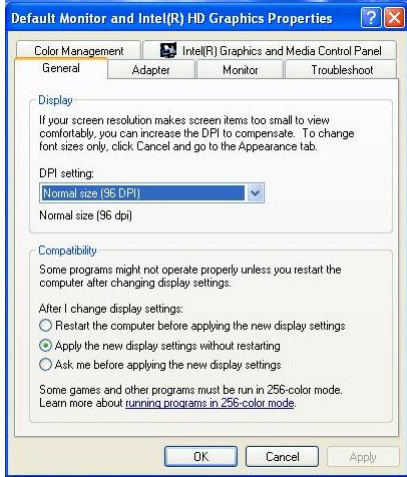 Default Monitor and Intel(R) HD Graphics Properties
Color Management
Intel(R) Graphics and Media Control Panel
General
Adapter
Monitor
Troubleshoot
Display
If your screen resolution makes screen items too small to view
comfortably, you can increase the DPI to compensate. To change
font sizes only, click Cancel and go to the Appearance tab.
DPI setting:
Normal size (96 DPI)
Normal size (96 dpi)
Compatibility
Some programs might not operate properly unless you restart the
computer after changing display settings.
After I change display settings:
Restart the computer before applying the new display settings
Apply the new display settings without restarting
Ask me before applying the new display settings
Some games and other programs must be run in 256-color mode.
Learn more about running programs in 256-color mode.
OK
Cancel
Apply